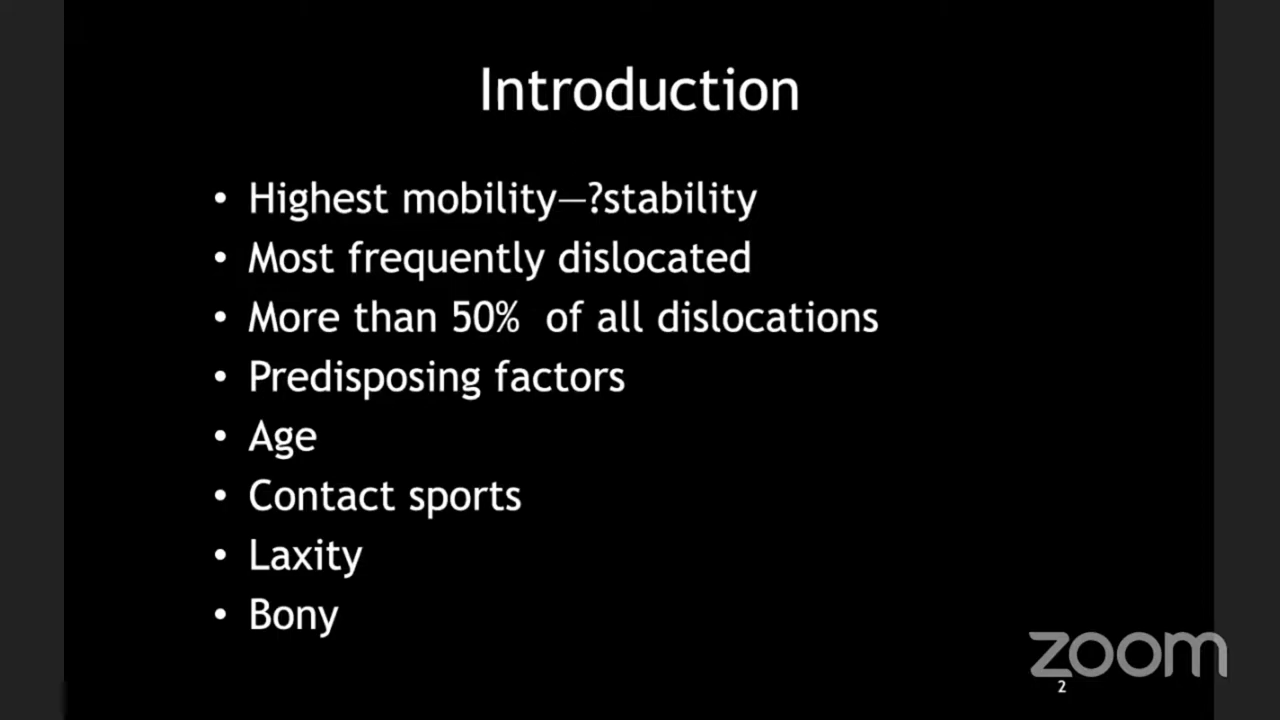 Introduction
• Highest mobility—?stability
• Most frequently dislocated
• More than 50%  of all dislocations
• Predisposing factors
• Age
• Contact sports
• Laxity
• Bony
zoom
2